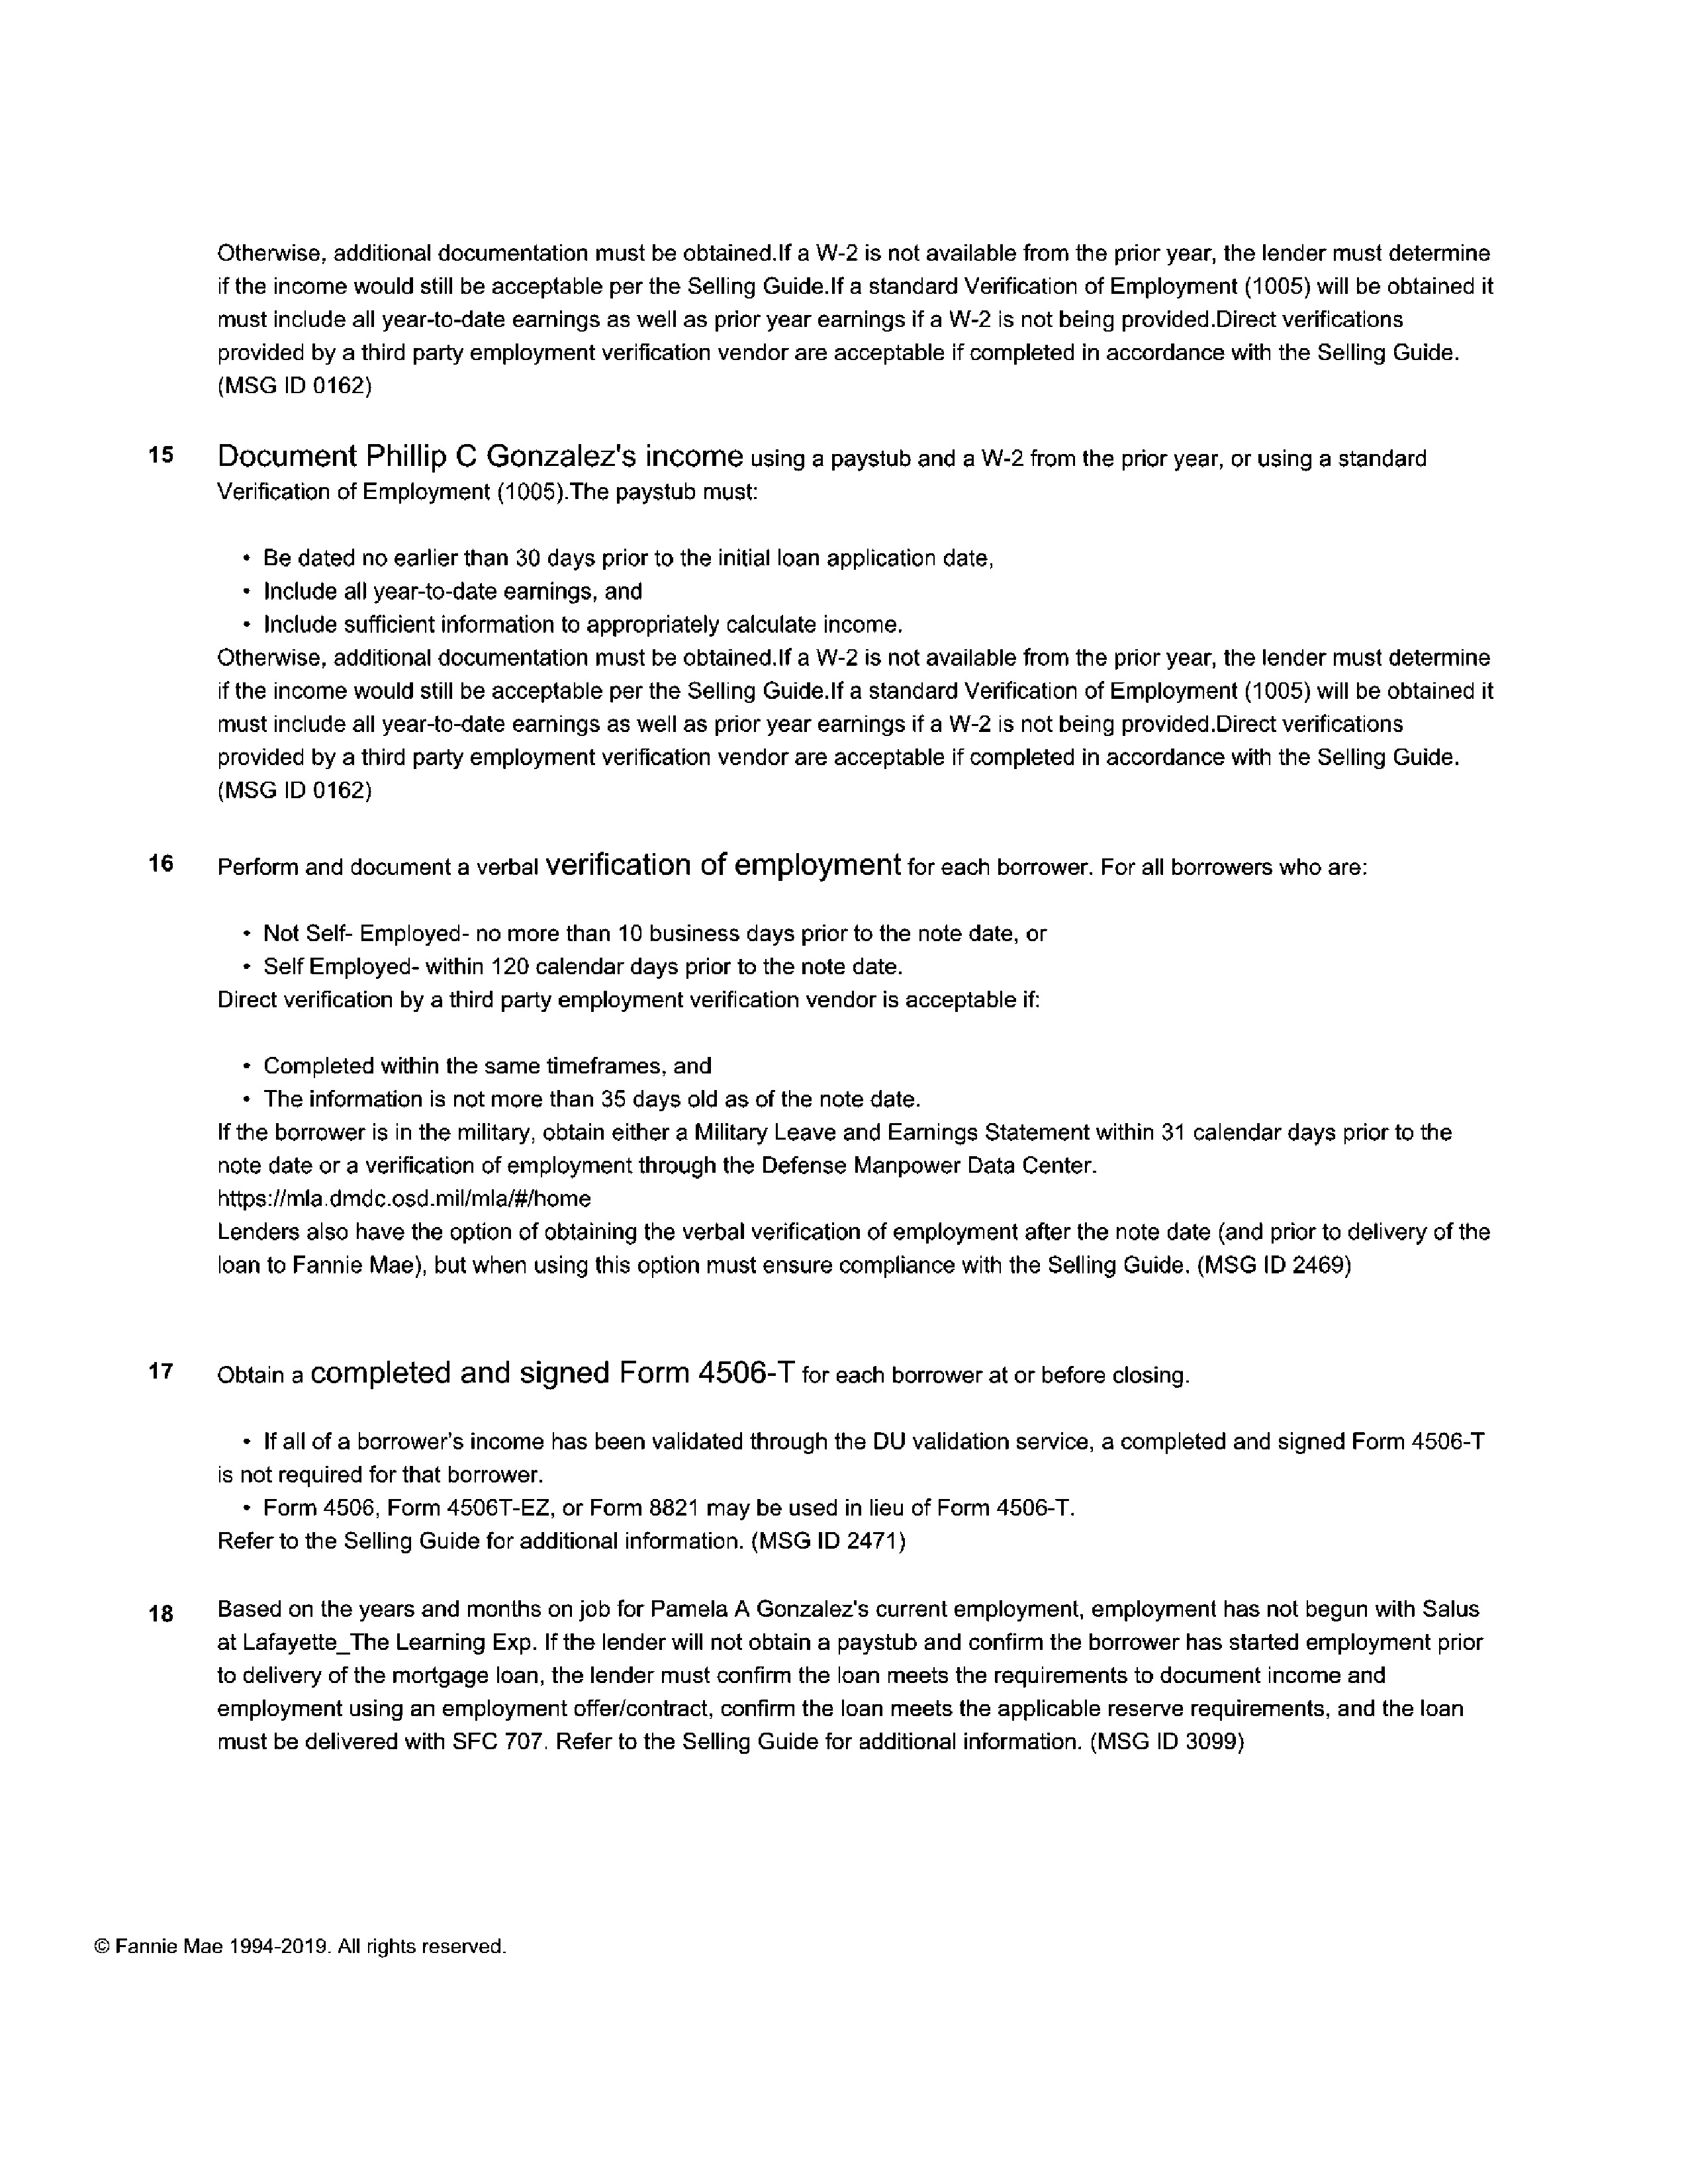 Otherwise, additional documentation must be obtained.If a W-2 is not available from the prior year, the lender must determine
if the income would still be acceptable per the Selling Guide.If a standard Verification of Employment (1005) will be obtained it
must include all year-to-date earnings as well as prior year earnings if a W-2 is not being provided.Direct verifications
provided by a third party employment verification vendor are acceptable if completed in accordance with the Selling Guide.
(MSG ID 0162)
15 Document Phillip C Gonzalez's income using a paystub and a W-2 from the prior year, or using a standard
Verification of Employment (1005).The paystub must:
• Be dated no earlier than 30 days prior to the initial loan application date,
• Include all year-to-date earnings, and
• Include sufficient information to appropriately calculate income.
Otherwise, additional documentation must be obtained.If a W-2 is not available from the prior year, the lender must determine
if the income would still be acceptable per the Selling Guide.If a standard Verification of Employment (1005) will be obtained it
must include all year-to-date earnings as well as prior year earnings if a W-2 is not being provided.Direct verifications
provided by a third party employment verification vendor are acceptable if completed in accordance with the Selling Guide.
(MSG ID 0162)
16 Perform and document a verbal verification of employment for each borrower. For all borrowers who are:
• Not Self- Employed- no more than 10 business days prior to the note date, or
• Self Employed- within 120 calendar days prior to the note date.
Direct verification by a third party employment verification vendor is acceptable if:
• Completed within the same timeframes, and
• The information is not more than 35 days old as of the note date.
If the borrower is in the military, obtain either a Military Leave and Earnings Statement within 31 calendar days prior to the
note date or a verification of employment through the Defense Manpower Data Center.
https://mla.dmdc.osd.mil/mla/#/home
Lenders also have the option of obtaining the verbal verification of employment after the note date (and prior to delivery of the
loan to Fannie Mae), but when using this option must ensure compliance with the Selling Guide. (MSG ID 2469)
17 Obtain a completed and signed Form 4506-T for each borrower at or before closing.
• If all of a borrower's income has been validated through the DU validation service, a completed and signed Form 4506-T
is not required for that borrower.
• Form 4506, Form 4506T-EZ, or Form 8821 may be used in lieu of Form 4506-T.
Refer to the Selling Guide for additional information. (MSG ID 2471)
18 Based on the years and months on job for Pamela A Gonzalez's current employment, employment has not begun with Salus
at Lafayette_The Learning Exp. If the lender will not obtain a paystub and confirm the borrower has started employment prior
to delivery of the mortgage loan, the lender must confirm the loan meets the requirements to document income and
employment using an employment offer/contract, confirm the loan meets the applicable reserve requirements, and the loan
must be delivered with SFC 707. Refer to the Selling Guide for additional information. (MSG ID 3099)
© Fannie Mae 1994-2019. All rights reserved.